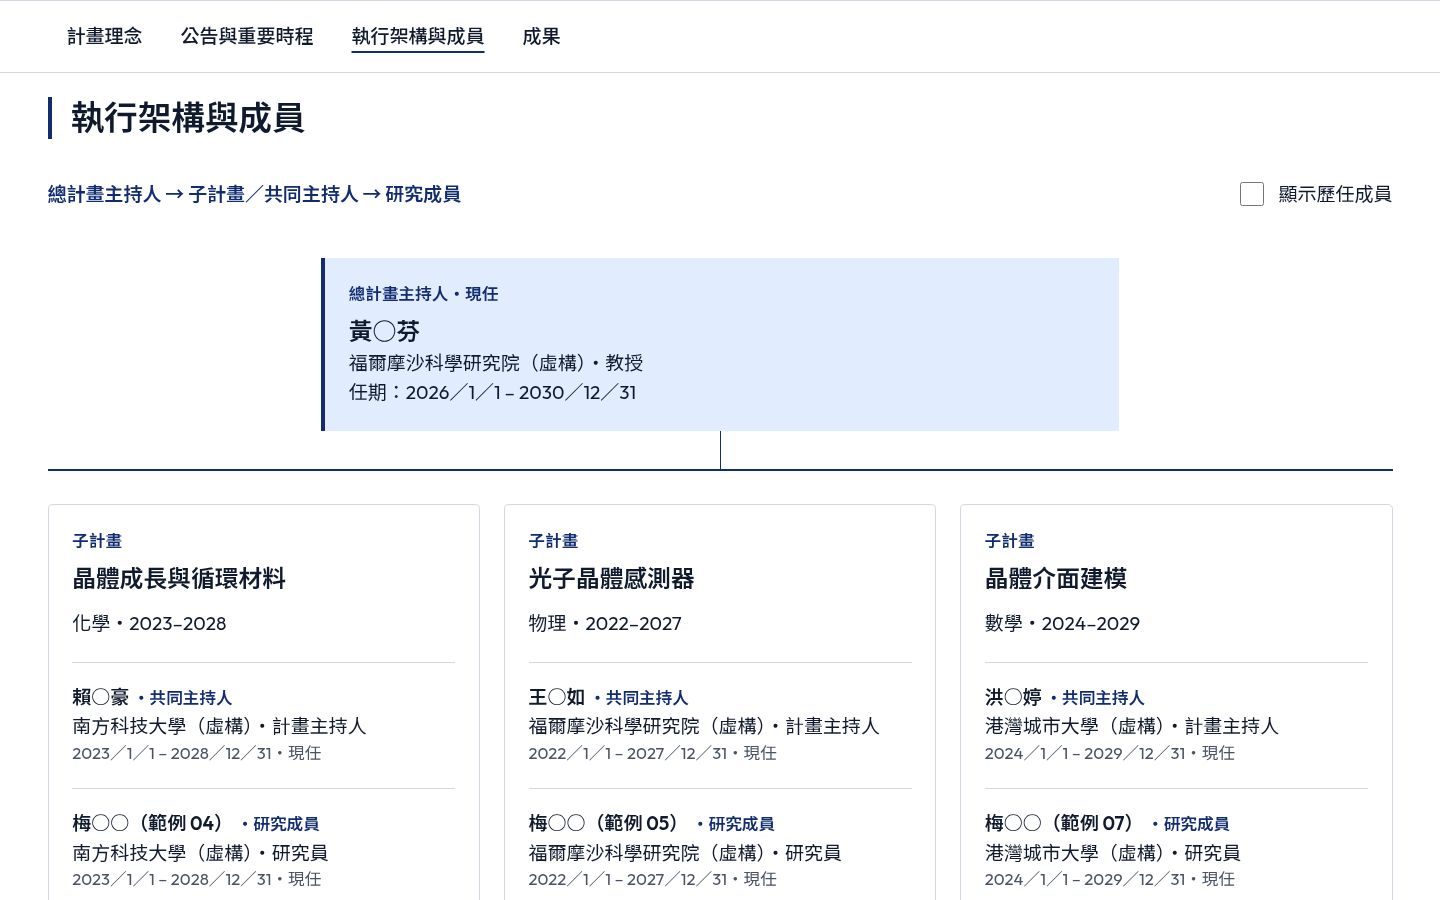 計畫理念
公告與重要時程
執行架構與成員
成果
執行架構與成員
總計畫主持人 → 子計畫／共同主持人 → 研究成員
顯示歷任成員
總計畫主持人・現任
黃〇芬
福爾摩沙科學研究院（虛構）・教授
任期：2026／1／1 – 2030／12／31
子計畫
晶體成長與循環材料
化學・2023–2028
賴〇豪 ・共同主持人
南方科技大學（虛構）・計畫主持人
2023／1／1 – 2028／12／31・現任
梅〇〇（範例 04） ・研究成員
南方科技大學（虛構）・研究員
2023／1／1 – 2028／12／31・現任
子計畫
光子晶體感測器
物理・2022–2027
王〇如 ・共同主持人
福爾摩沙科學研究院（虛構）・計畫主持人
2022／1／1 – 2027／12／31・現任
梅〇〇（範例 05） ・研究成員
福爾摩沙科學研究院（虛構）・研究員
2022／1／1 – 2027／12／31・現任
子計畫
晶體介面建模
數學・2024–2029
洪〇婷 ・共同主持人
港灣城市大學（虛構）・計畫主持人
2024／1／1 – 2029／12／31・現任
梅〇〇（範例 07） ・研究成員
港灣城市大學（虛構）・研究員
2024／1／1 – 2029／12／31・現任